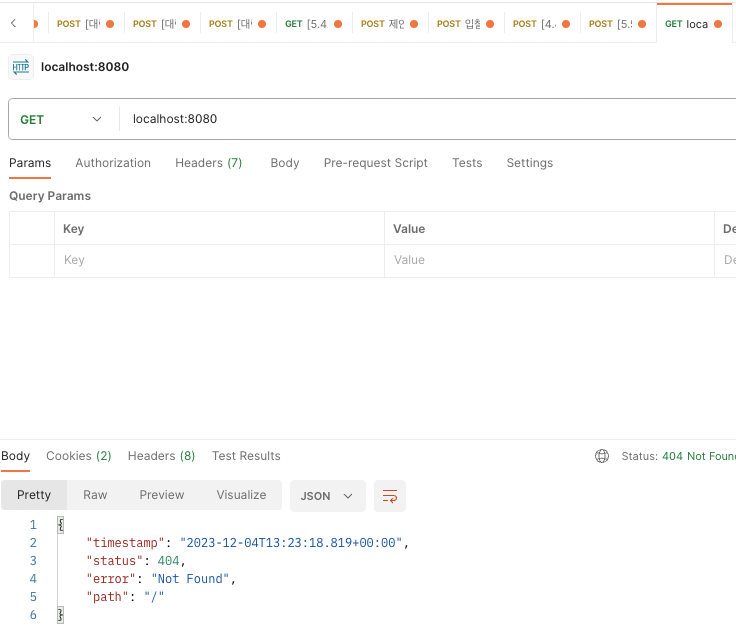 POST [대 POST [대 POST [대 GET [5.4 POST 제안 POST 입찰 POST [4. POST [5.5 GET loca
HTTP localhost:8080
GET localhost:8080
Params Authorization Headers (7) Body Pre-request Script Tests Settings
Query Params
Key Value De
Key Value De
Body Cookies (2) Headers (8) Test Results Status: 404 Not Found
Pretty Raw Preview Visualize JSON
1 {
2 "timestamp": "2023-12-04T13:23:18.819+00:00",
3 "status": 404,
4 "error": "Not Found",
5 "path": "/"
6 }